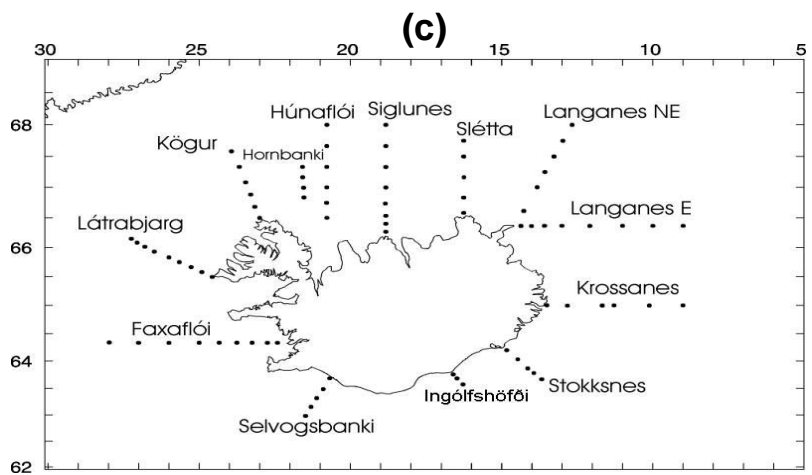 (c)
30 25 20 15 10 5
68
66
64
62
Húnaflói Siglunes
Langanes NE
Kögur
Hornbanki
Slétta
Látrabjarg
Langanes E
Krossanes
Faxaflói
Stokksnes
Ingólfshöfði
Selvogsbanki